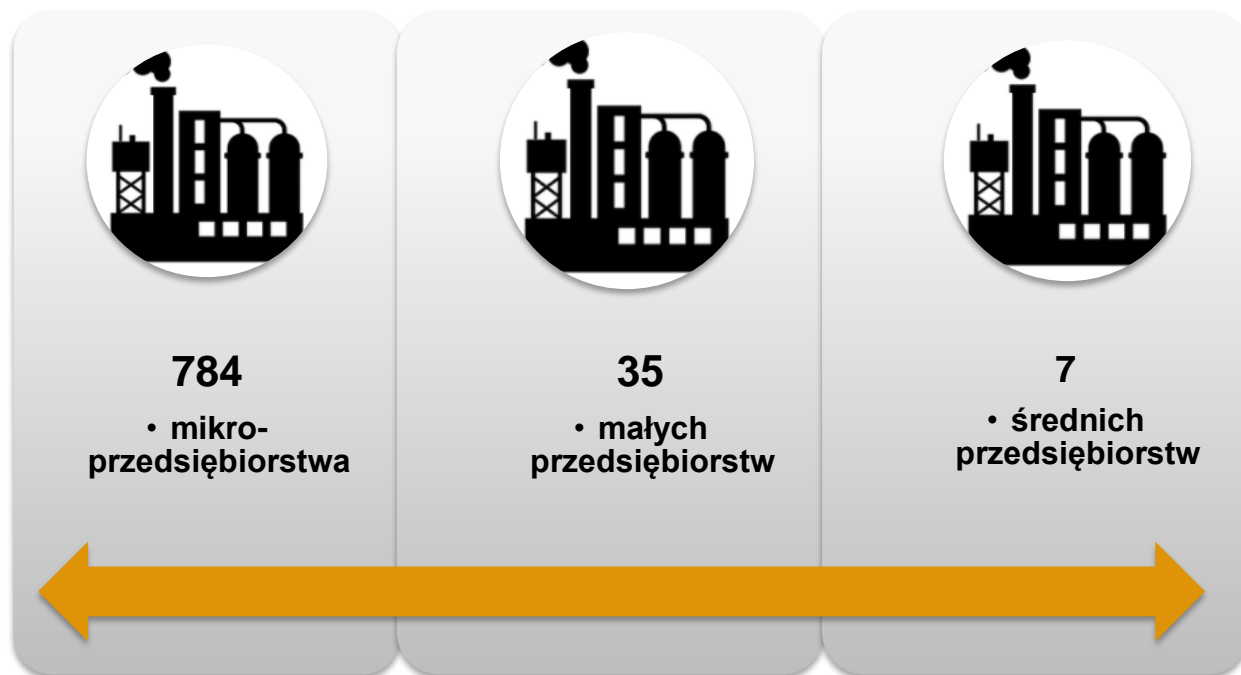 784
• mikro-
przedsiębiorstwa
35
• małych
przedsiębiorstw
7
• średnich
przedsiębiorstw